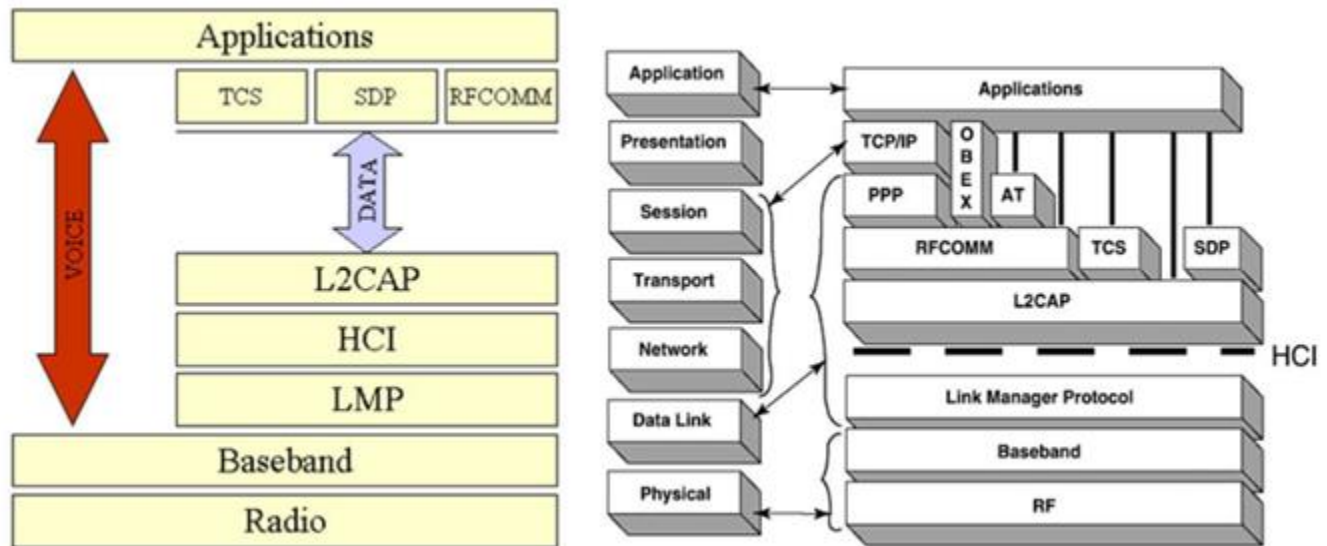 Applications
TCS SDP RFCOMM
VOICE
DATA
L2CAP
HCI
LMP
Baseband
Radio
Application
Presentation
Session
Transport
Network
Data Link
Physical
Applications
TCP/IP
OBEX
PPP
AT
RFCOMM
TCS
SDP
L2CAP
HCI
Link Manager Protocol
Baseband
RF